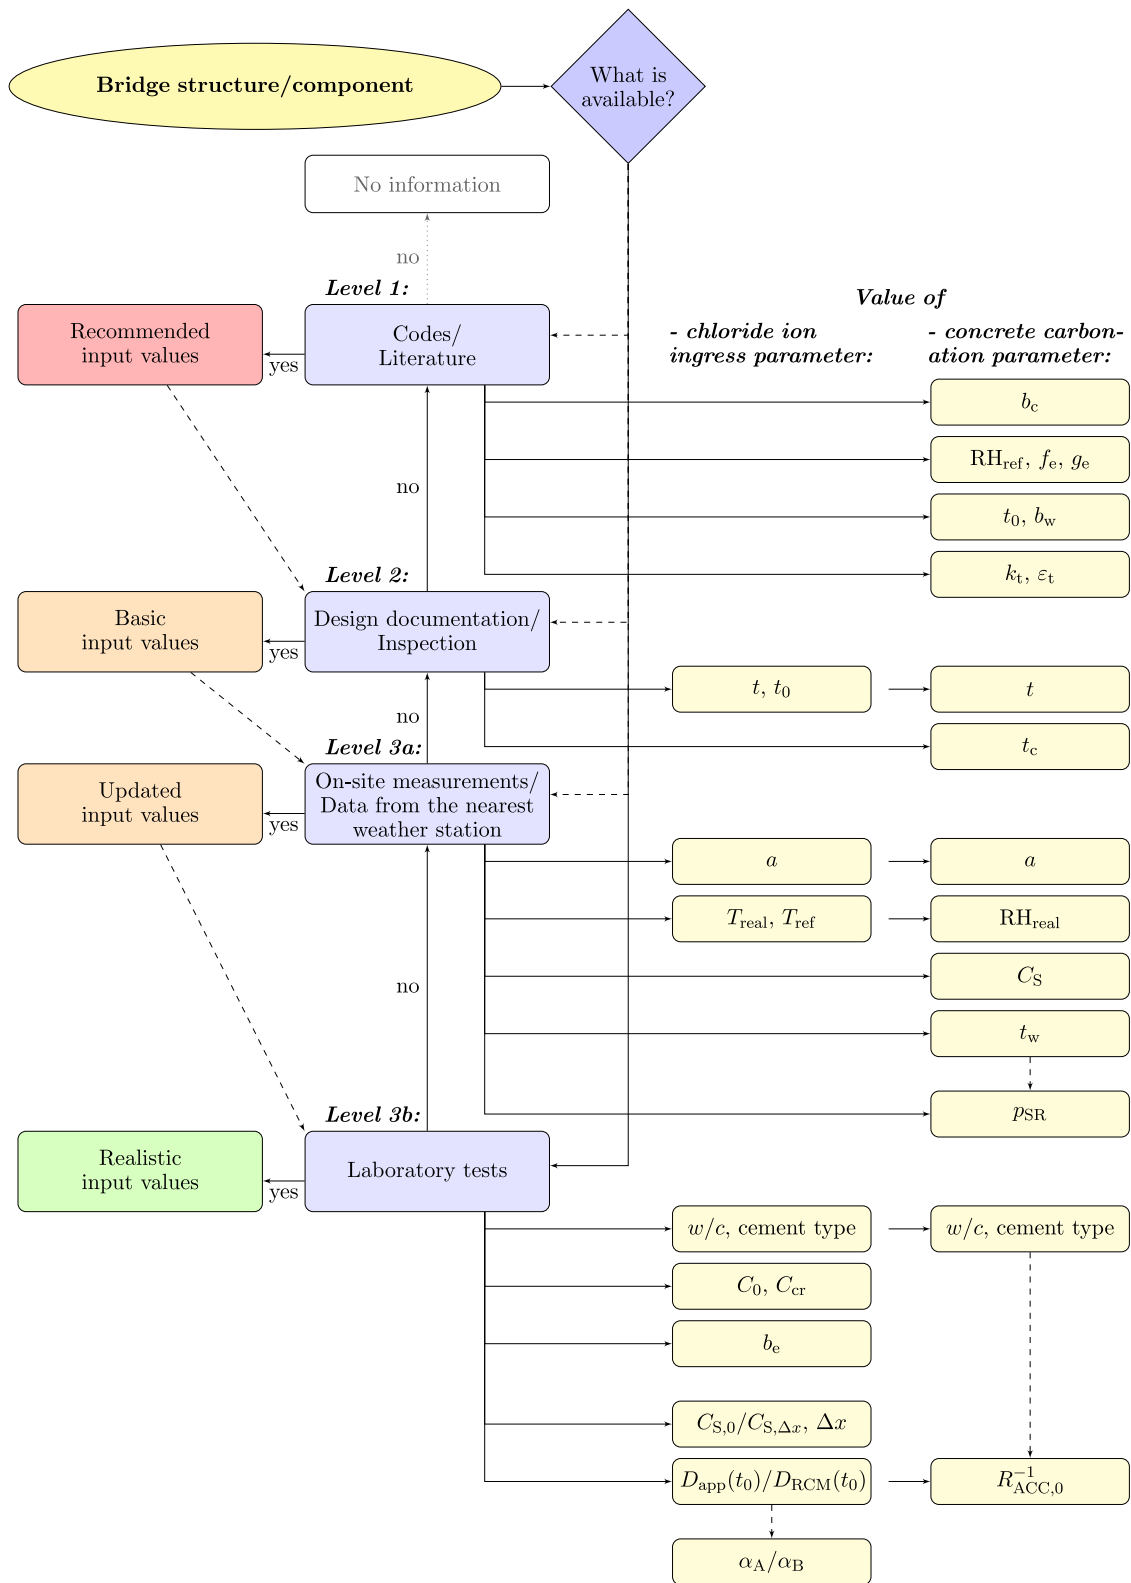 Bridge structure/component
What is
available?
No information
no
Level 1:
Value of
Recommended
input values
yes
Codes/
Literature
- chloride ion
ingress parameter:
- concrete carbon-
ation parameter:
b_c
RH_ref, f_e, g_e
no
t_0, b_w
k_t, ε_t
Level 2:
Basic
input values
yes
Design documentation/
Inspection
t, t_0
t
no
t_c
Level 3a:
Updated
input values
yes
On-site measurements/
Data from the nearest
weather station
a
a
T_real, T_ref
RH_real
no
C_S
t_w
p_SR
Level 3b:
Realistic
input values
yes
Laboratory tests
w/c, cement type
w/c, cement type
C_0, C_cr
b_e
C_S,0/C_S,Δx, Δx
D_app(t_0)/D_RCM(t_0)
R_ACC,0^−1
α_A/α_B